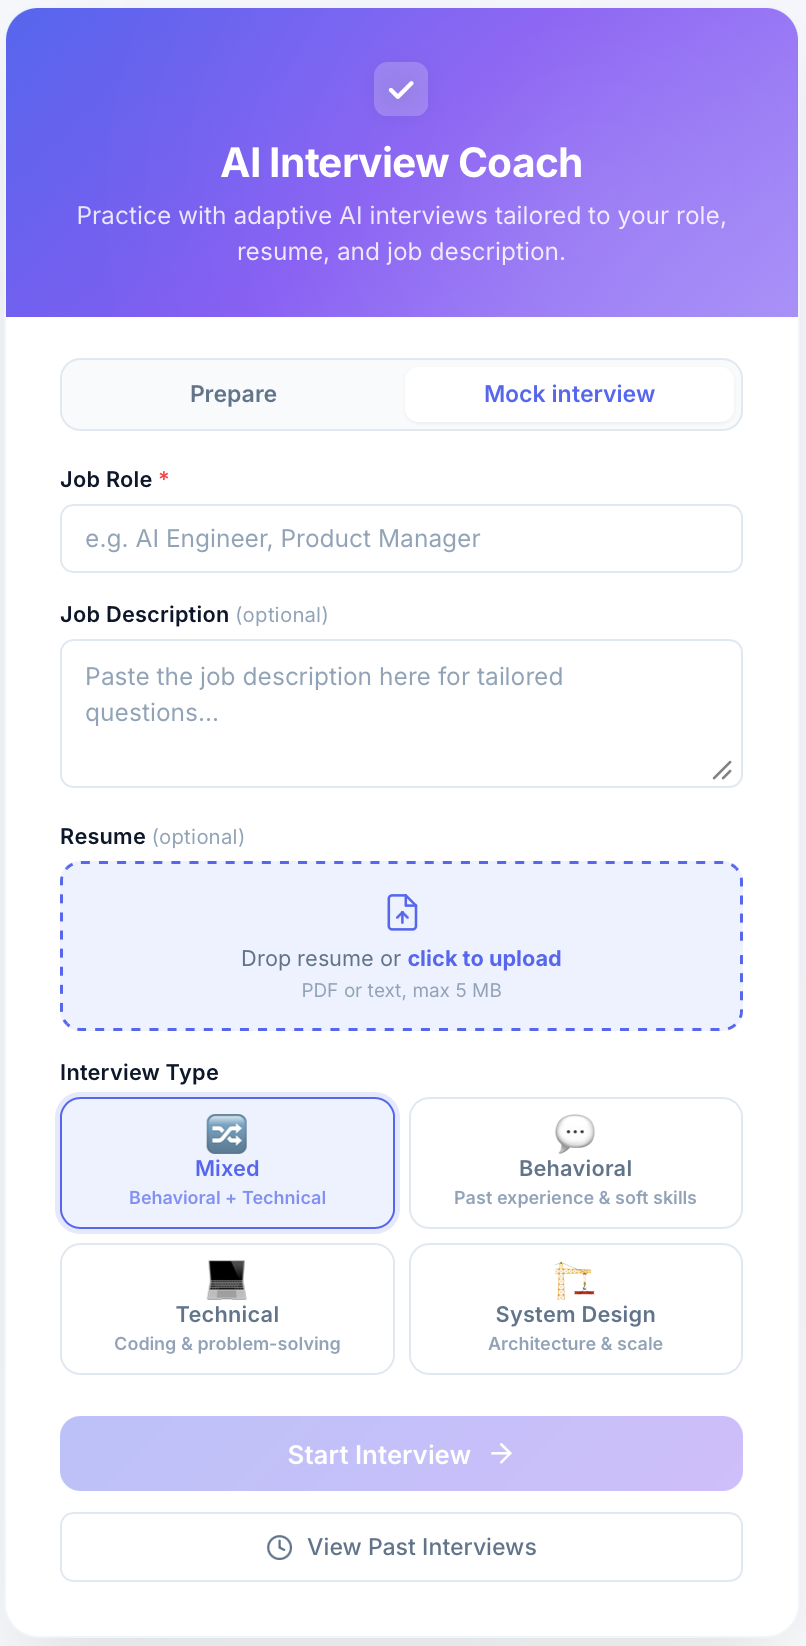 AI Interview Coach
Practice with adaptive AI interviews tailored to your role,
resume, and job description.
Prepare
Mock interview
Job Role *
e.g. AI Engineer, Product Manager
Job Description (optional)
Paste the job description here for tailored
questions...
Resume (optional)
Drop resume or click to upload
PDF or text, max 5 MB
Interview Type
Mixed
Behavioral + Technical
Behavioral
Past experience & soft skills
Technical
Coding & problem-solving
System Design
Architecture & scale
Start Interview →
View Past Interviews